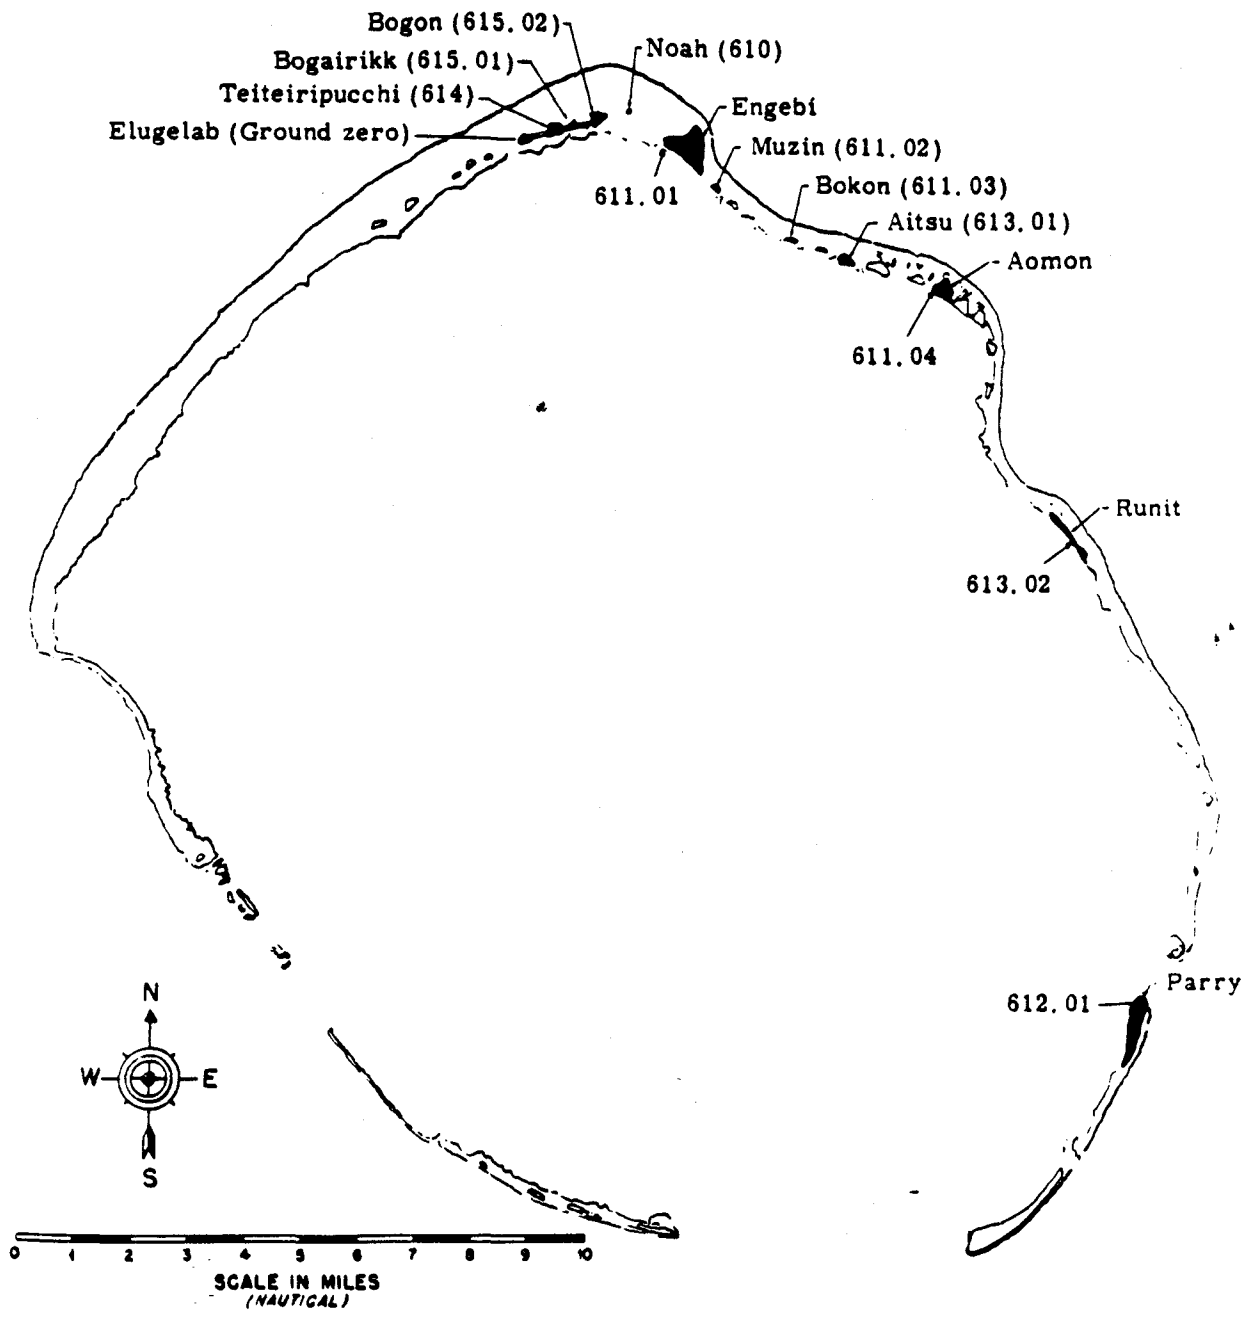 Bogon (615.02)
Noah (610)
Bogairikk (615.01)
Teiteiripucchi (614)
Engebi
Elugelab (Ground zero)
Muzin (611.02)
611.01
Bokon (611.03)
Aitsu (613.01)
Aomon
611.04
Runit
613.02
Parry
612.01
N
W E
S
0 1 2 3 4 5 6 7 8 9 10
SCALE IN MILES
(NAUTICAL)